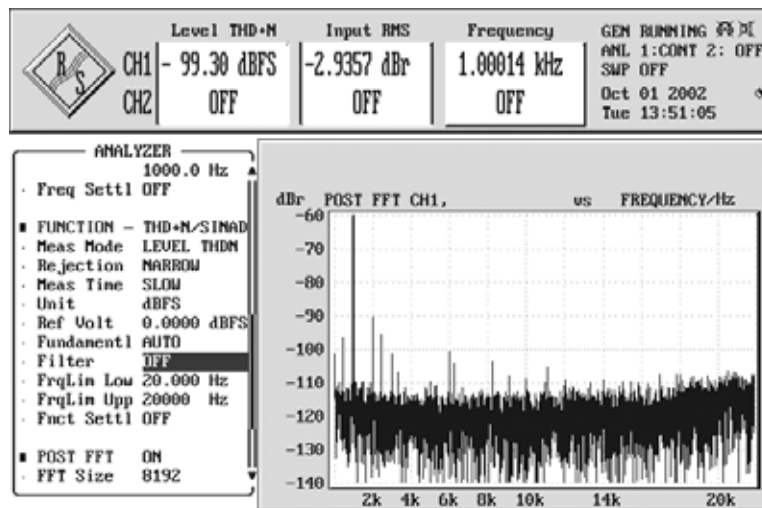 R S
Level THD+N Input RMS Frequency
CH1 - 99.30 dBFS -2.9357 dBr 1.00014 kHz
CH2 OFF OFF OFF
GEN RUNNING
ANL 1:CONT 2: OFF
SWP OFF
Oct 01 2002
Tue 13:51:05
ANALYZER
1000.0 Hz
Freq Settl OFF
FUNCTION - THD+N/SINAD
Meas Mode LEVEL THDN
Rejection NARROW
Meas Time SLOW
Unit dBFS
Ref Volt 0.0000 dBFS
Fundamentl AUTO
Filter OFF
FrqLim Low 20.000 Hz
FrqLim Upp 20000 Hz
Fnct Settl OFF
POST FFT ON
FFT Size 8192
dBr POST FFT CH1, vs FREQUENCY/Hz
-60
-70
-80
-90
-100
-110
-120
-130
-140
2k 4k 6k 8k 10k 14k 20k